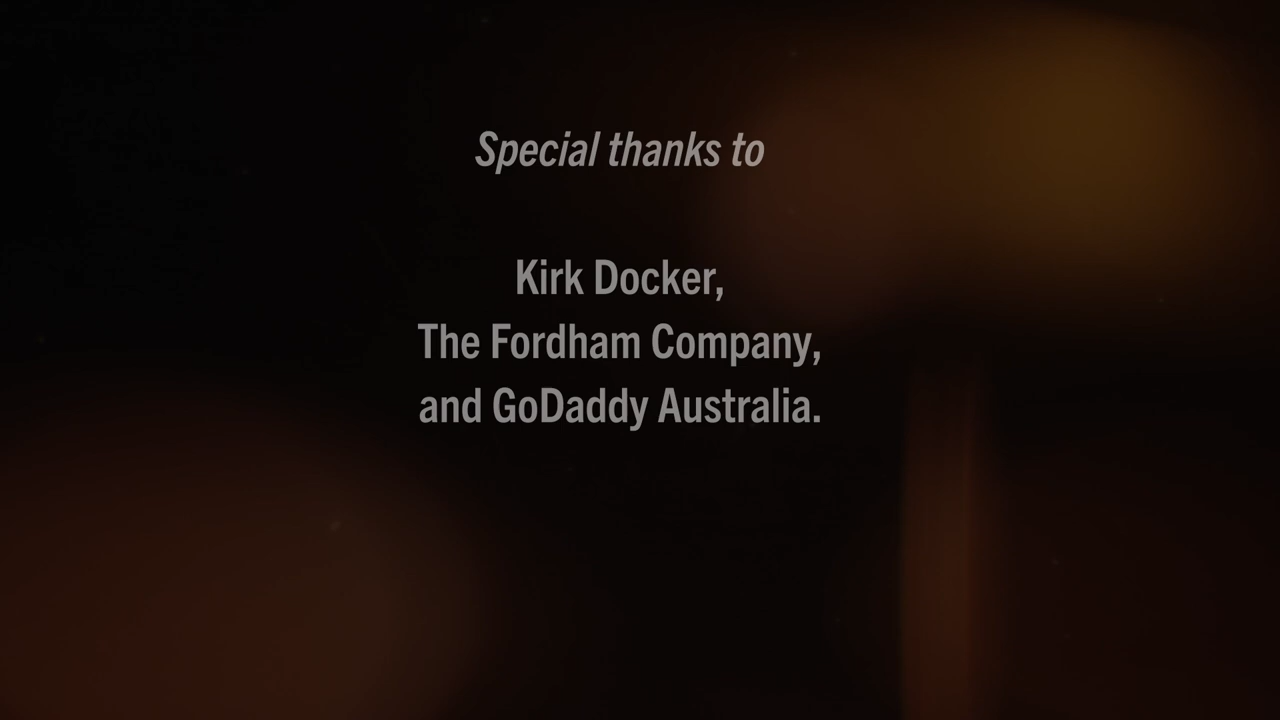 Special thanks to
Kirk Docker,
The Fordham Company,
and GoDaddy Australia.